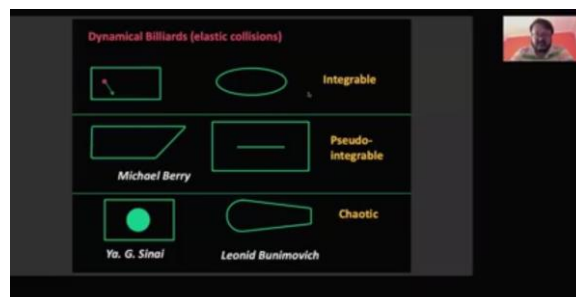 Dynamical Billiards (elastic collisions)
Integrable
Pseudo-
integrable
Michael Berry
Chaotic
Ya. G. Sinai
Leonid Bunimovich